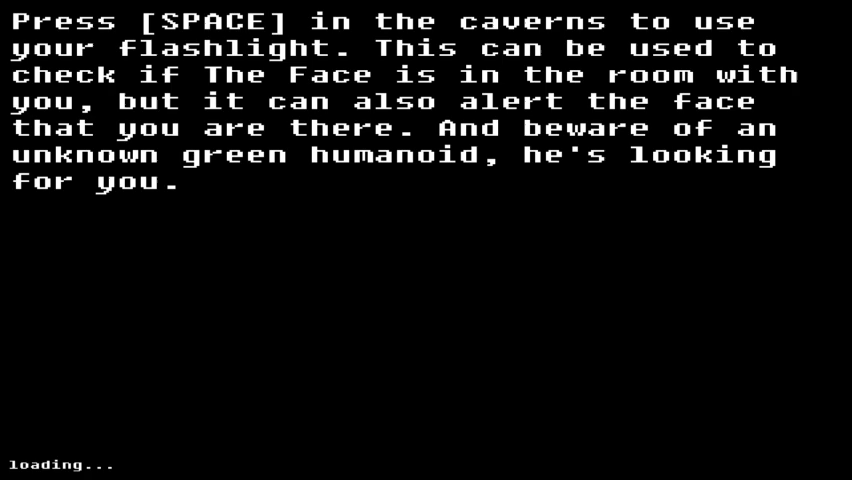 Press [SPACE] in the caverns to use
your flashlight. This can be used to
check if The Face is in the room with
you, but it can also alert the face
that you are there. And beware of an
unknown green humanoid, he's looking
for you.
loading...